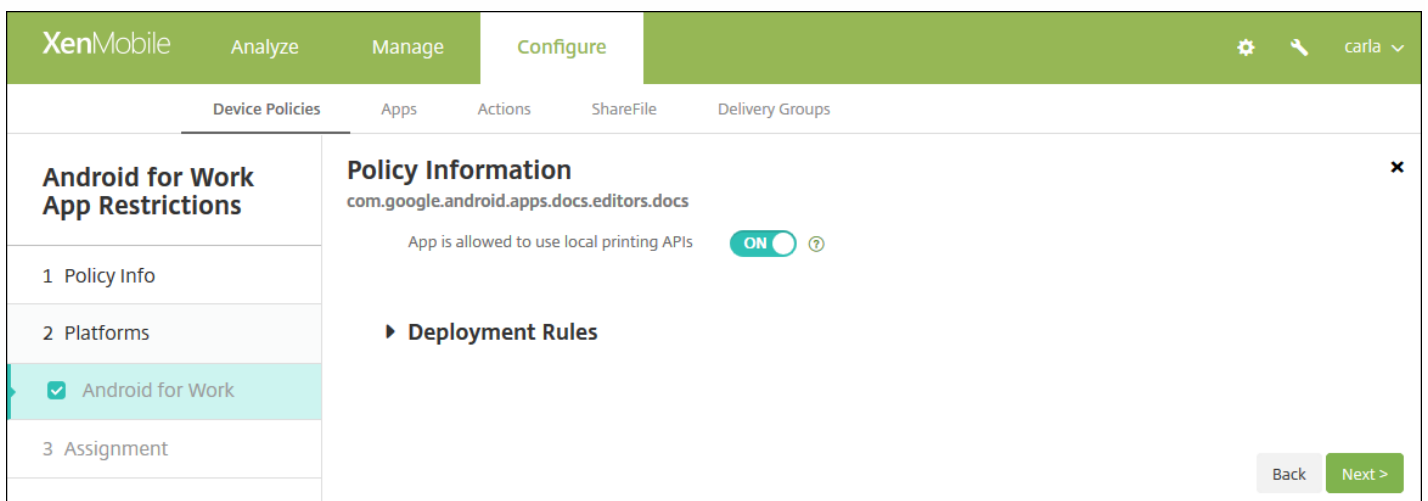 XenMobile Analyze Manage Configure carla
Device Policies Apps Actions ShareFile Delivery Groups
Android for Work
App Restrictions
1 Policy Info
2 Platforms
Android for Work
3 Assignment
Policy Information
com.google.android.apps.docs.editors.docs
App is allowed to use local printing APIs ON ?
Deployment Rules
Back Next >